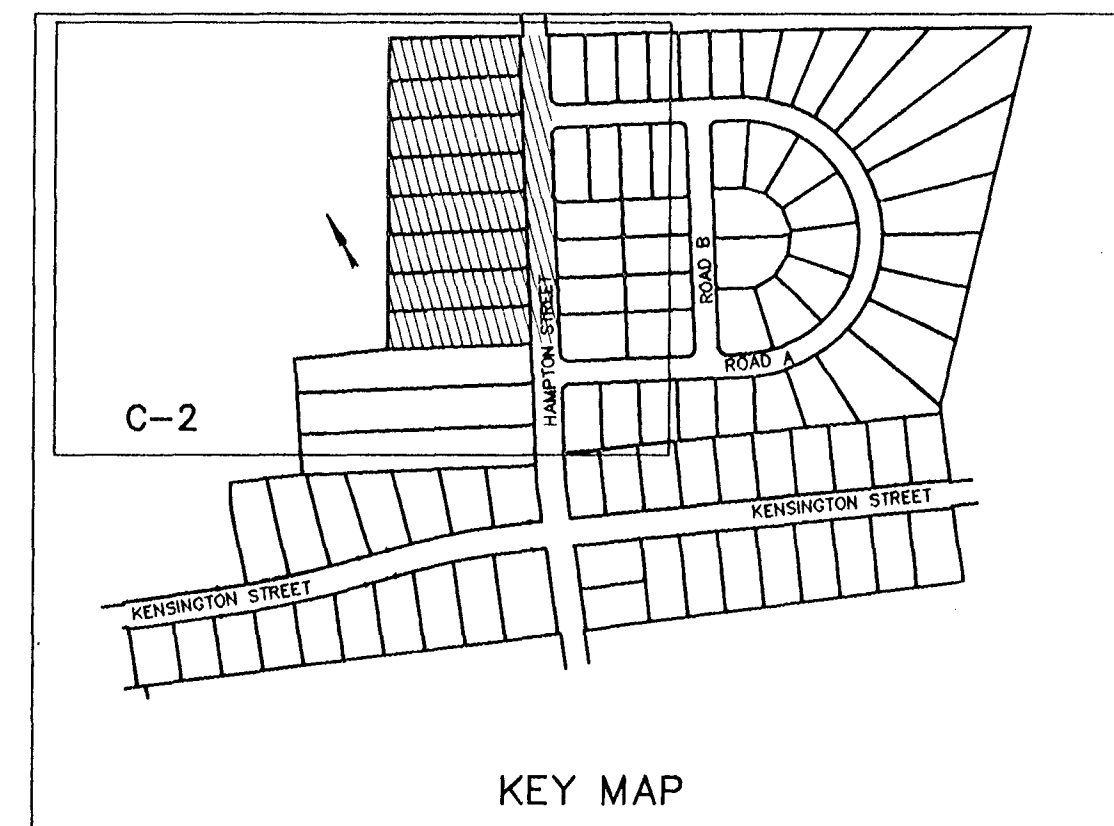 ROAD B
HAMPTON STREET
ROAD A
C-2
KENSINGTON STREET
KENSINGTON STREET
KEY MAP